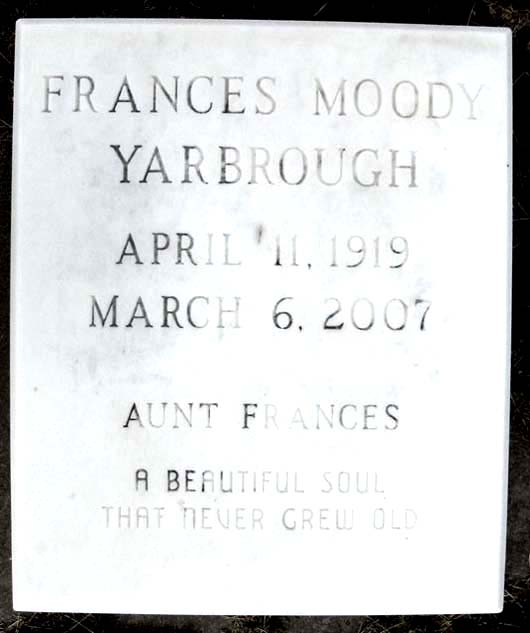 FRANCES MOODY
YARBROUGH
APRIL 11, 1919
MARCH 6, 2007
AUNT FRANCES
A BEAUTIFUL SOUL
THAT NEVER GREW OLD